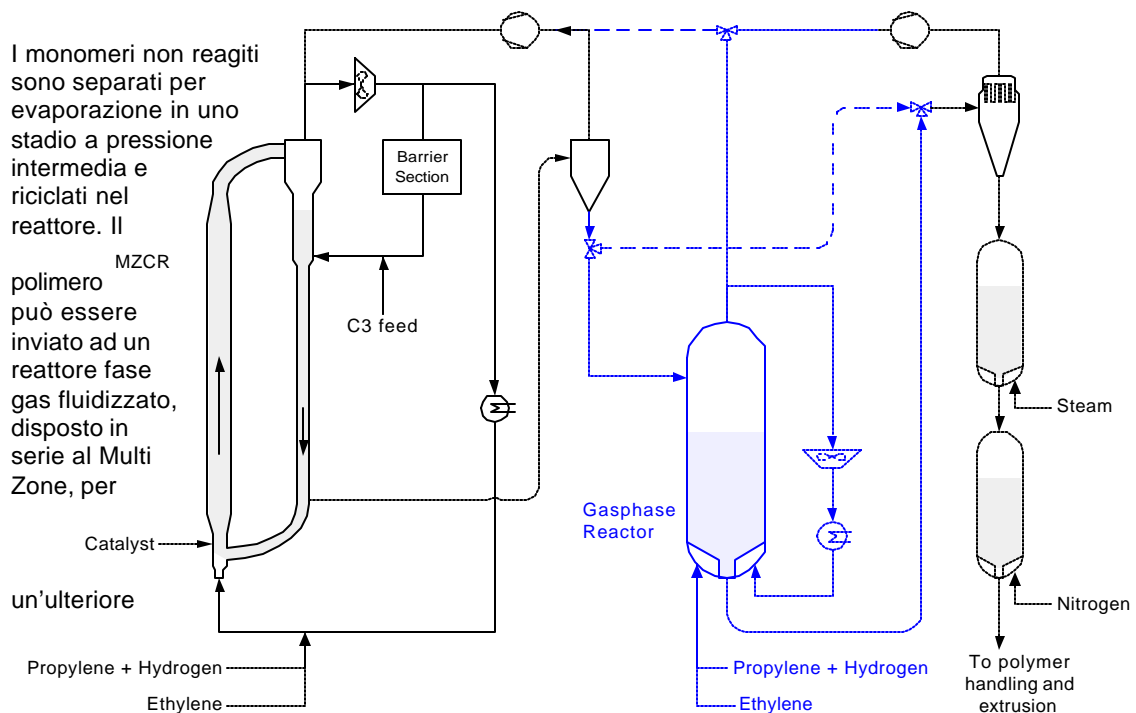 I monomeri non reagiti
sono separati per
evaporazione in uno
stadio a pressione
intermedia e
riciclati nel
reattore. Il
MZCR
polimero
può essere
inviato ad un
reattore fase
gas fluidizzato,
disposto in
serie al Multi
Zone, per
Catalyst
un'ulteriore
Propylene + Hydrogen
Ethylene
Barrier
Section
C3 feed
Gasphase
Reactor
Propylene + Hydrogen
Ethylene
Steam
Nitrogen
To polymer
handling and
extrusion